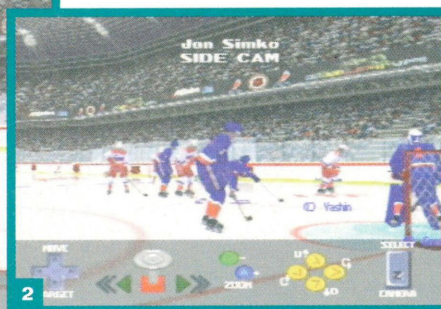 Jon Simko
SIDE CAM
Yashin
MOVE
SELECT
Z
ZOOM
TARGET
CAMERA
2